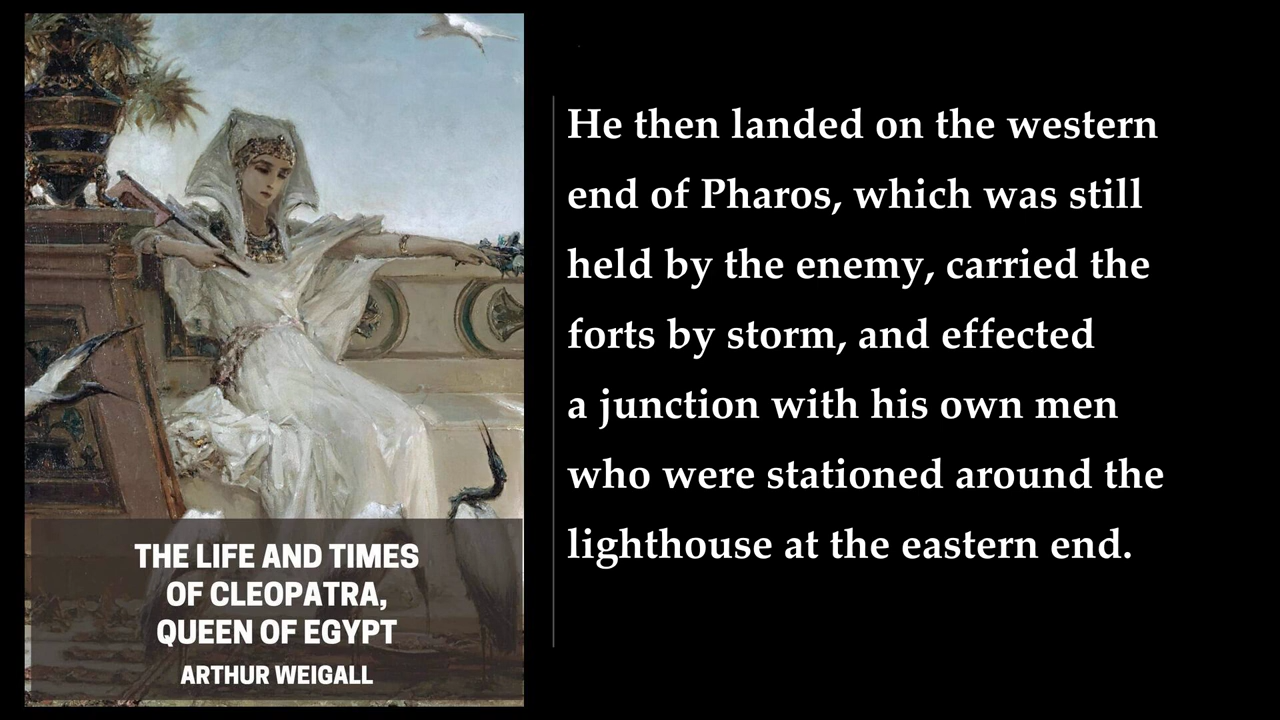 THE LIFE AND TIMES
OF CLEOPATRA,
QUEEN OF EGYPT
ARTHUR WEIGALL
He then landed on the western
end of Pharos, which was still
held by the enemy, carried the
forts by storm, and effected
a junction with his own men
who were stationed around the
lighthouse at the eastern end.